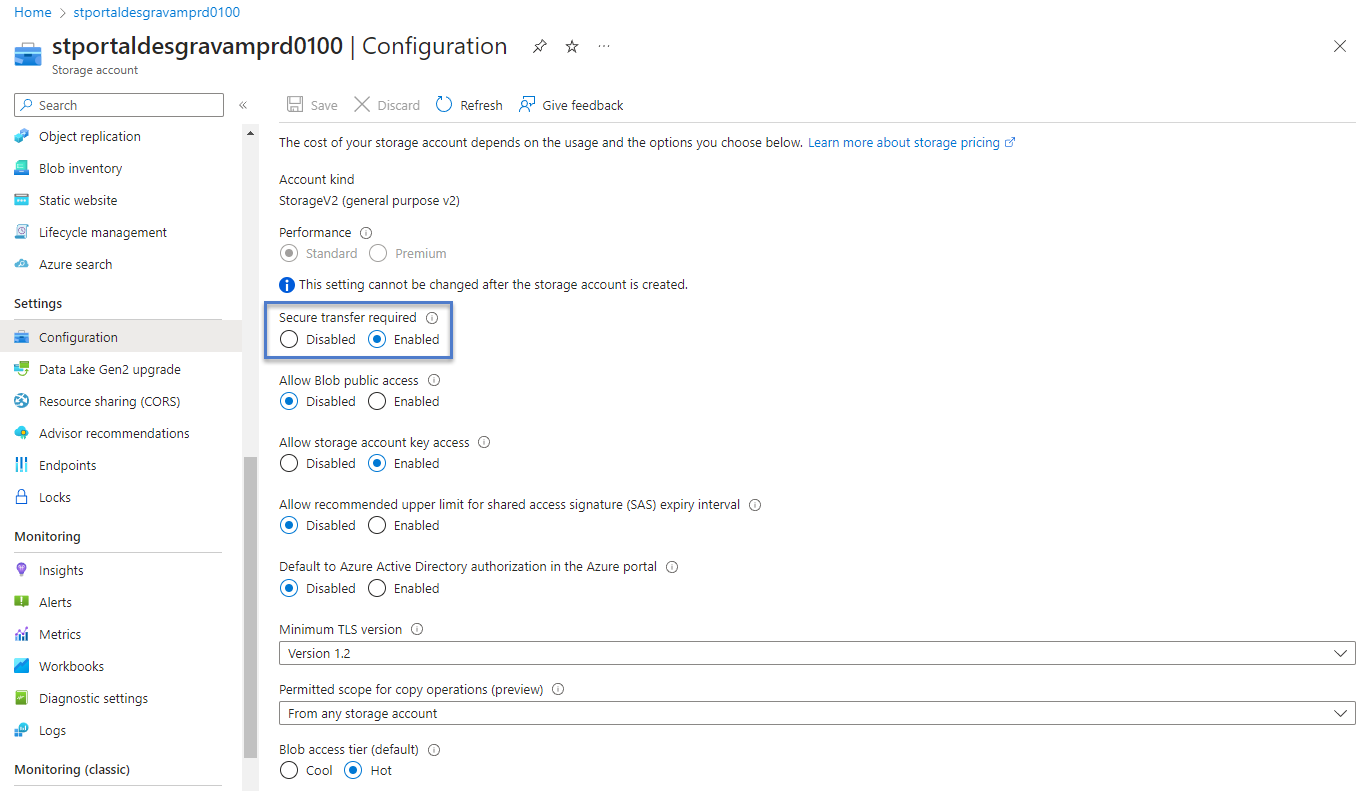 Home > stportaldesgravamprd0100
stportaldesgravamprd0100 | Configuration
Storage account
Search
Object replication
Blob inventory
Static website
Lifecycle management
Azure search
Settings
Configuration
Data Lake Gen2 upgrade
Resource sharing (CORS)
Advisor recommendations
Endpoints
Locks
Monitoring
Insights
Alerts
Metrics
Workbooks
Diagnostic settings
Logs
Monitoring (classic)
Save Discard Refresh Give feedback
The cost of your storage account depends on the usage and the options you choose below. Learn more about storage pricing
Account kind
StorageV2 (general purpose v2)
Performance
Standard Premium
This setting cannot be changed after the storage account is created.
Secure transfer required
Disabled Enabled
Allow Blob public access
Disabled Enabled
Allow storage account key access
Disabled Enabled
Allow recommended upper limit for shared access signature (SAS) expiry interval
Disabled Enabled
Default to Azure Active Directory authorization in the Azure portal
Disabled Enabled
Minimum TLS version
Version 1.2
Permitted scope for copy operations (preview)
From any storage account
Blob access tier (default)
Cool Hot